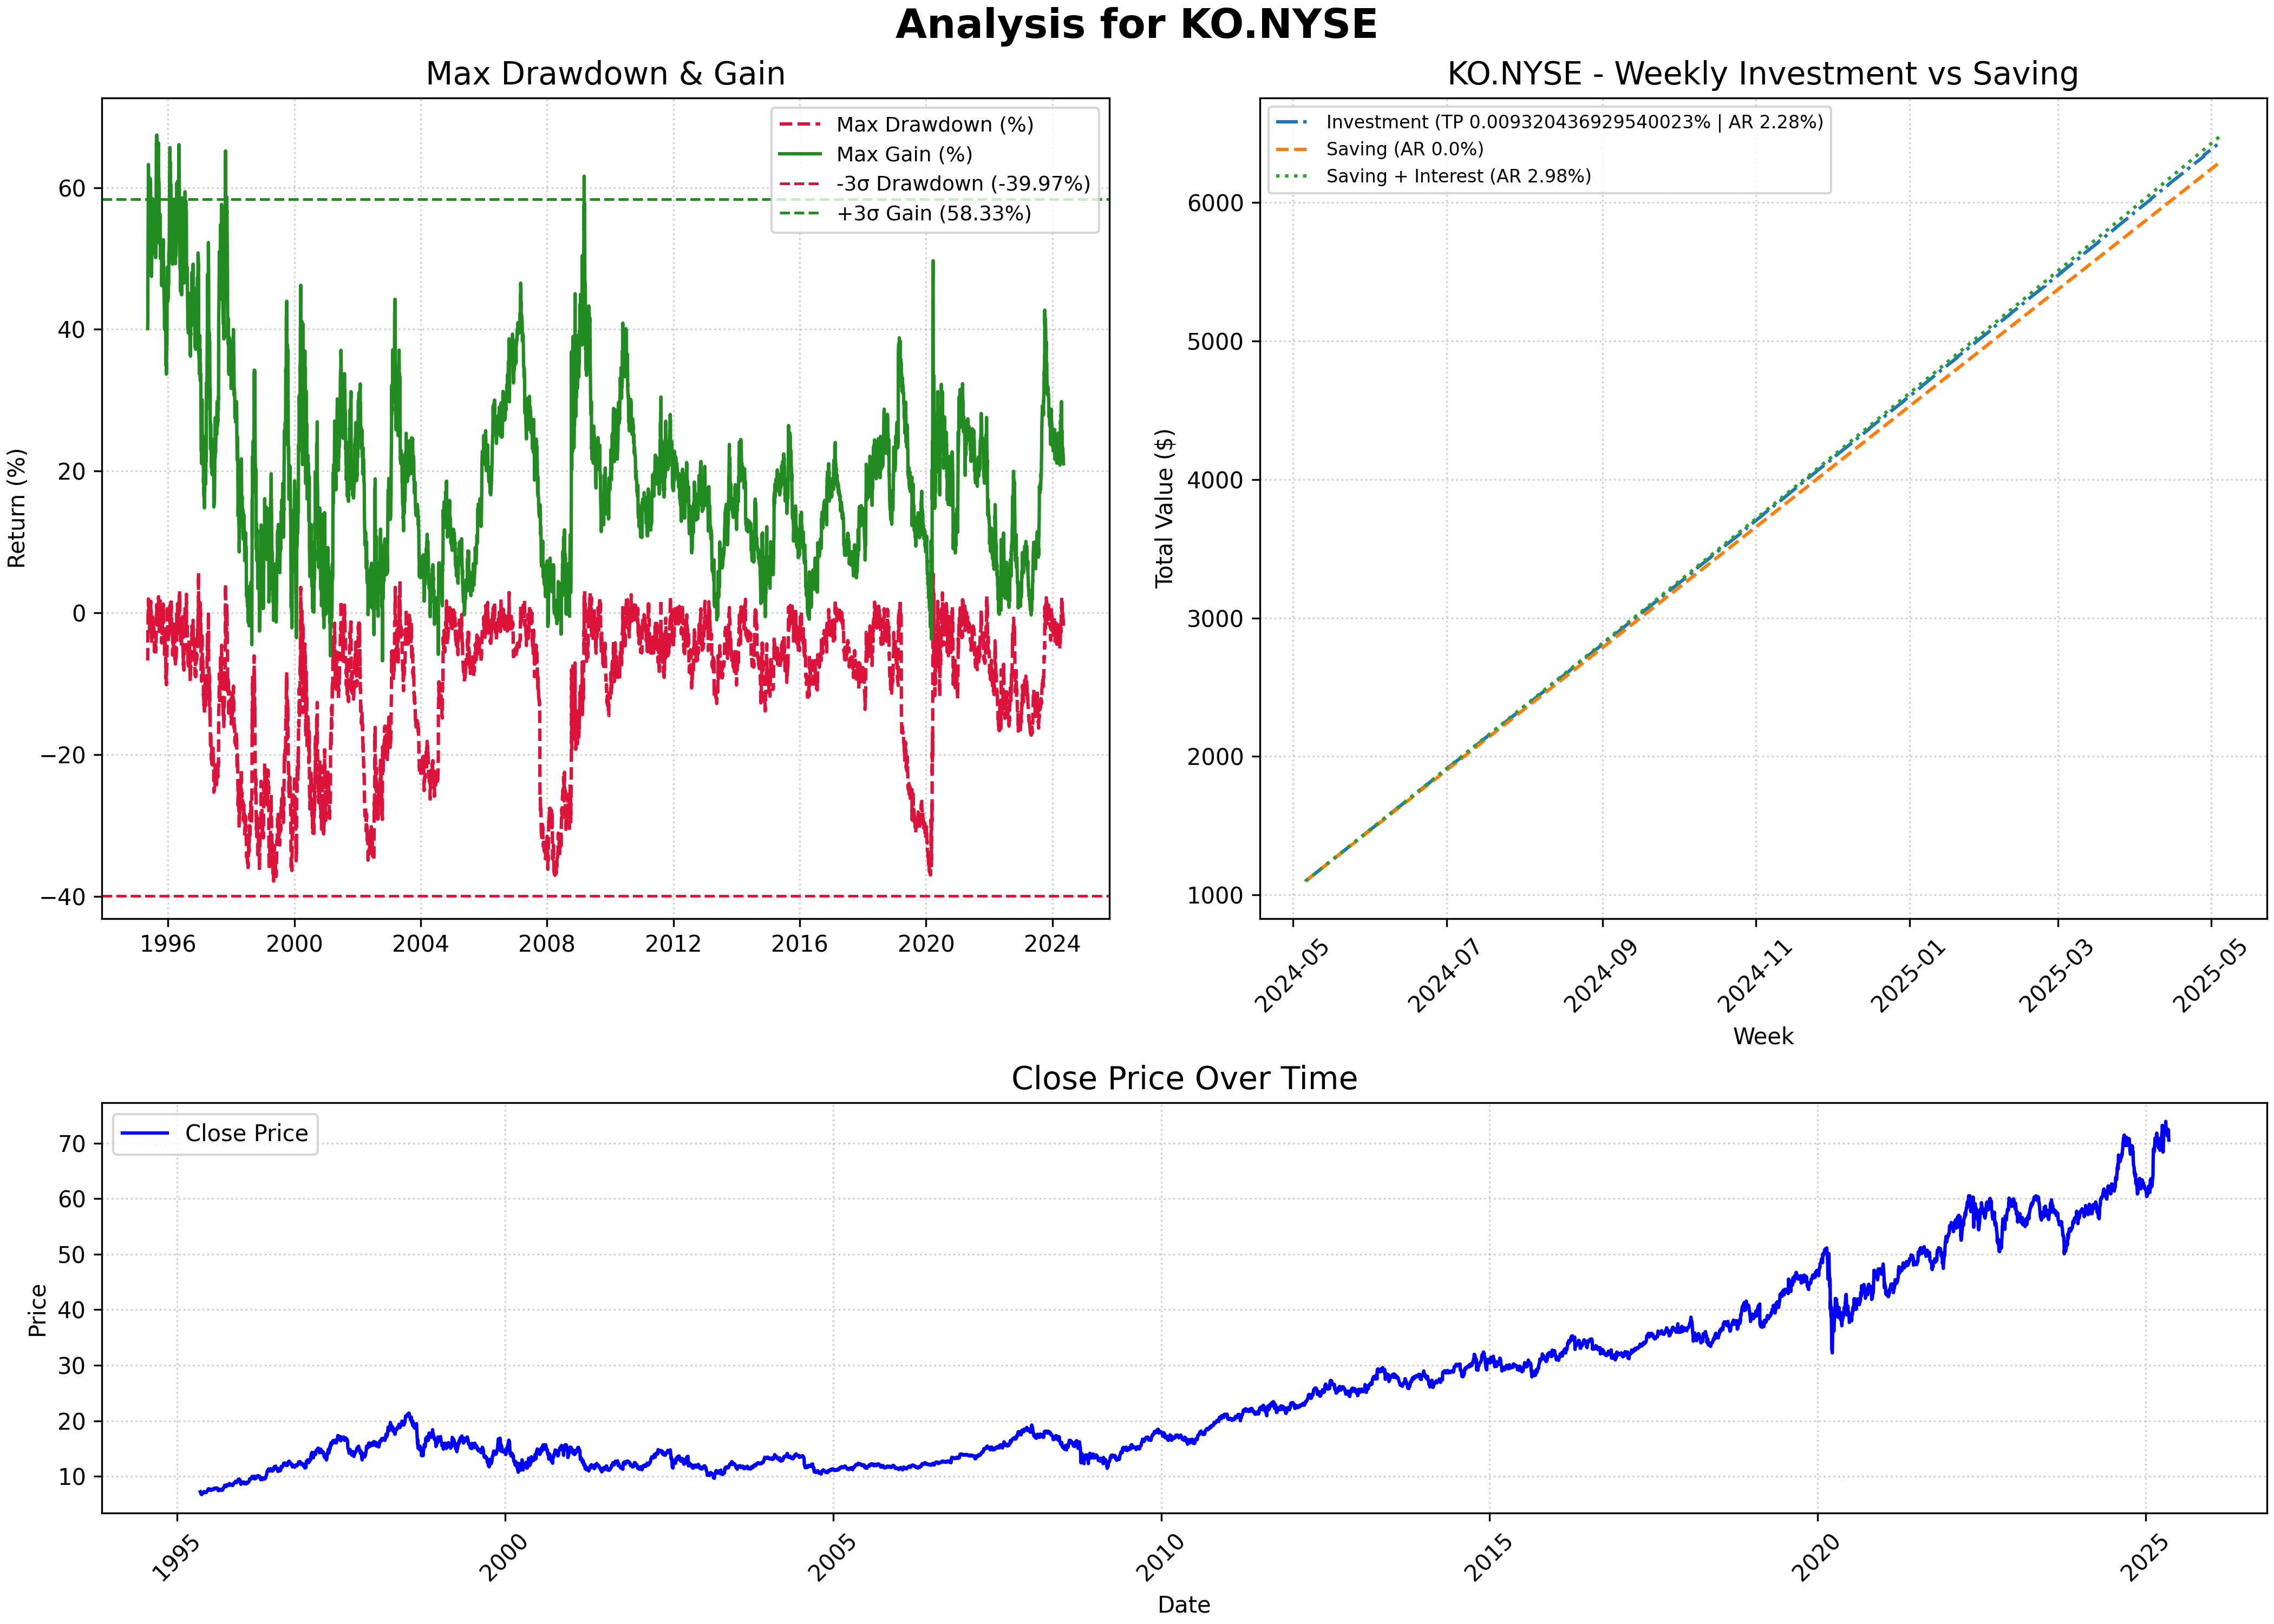 Analysis for KO.NYSE
Max Drawdown & Gain
Max Drawdown (%)
Max Gain (%)
-3σ Drawdown (-39.97%)
+3σ Gain (58.33%)
Return (%)
60
40
20
0
−20
−40
1996 2000 2004 2008 2012 2016 2020 2024
KO.NYSE - Weekly Investment vs Saving
Investment (TP 0.009320436929540023% | AR 2.28%)
Saving (AR 0.0%)
Saving + Interest (AR 2.98%)
Total Value ($)
6000
5000
4000
3000
2000
1000
2024-05 2024-07 2024-09 2024-11 2025-01 2025-03 2025-05
Week
Close Price Over Time
Close Price
Price
70
60
50
40
30
20
10
1995 2000 2005 2010 2015 2020 2025
Date